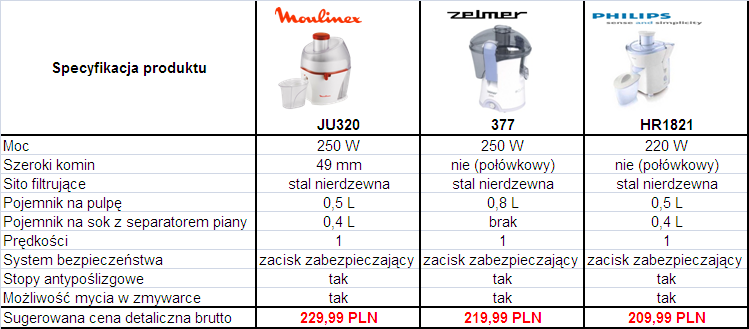 Moulinex zelmer PHILIPS
sense and simplicity
Specyfikacja produktu
JU320 377 HR1821
Moc 250 W 250 W 220 W
Szeroki komin 49 mm nie (połówkowy) nie (połówkowy)
Sito filtrujące stal nierdzewna stal nierdzewna stal nierdzewna
Pojemnik na pulpę 0,5 L 0,8 L 0,5 L
Pojemnik na sok z separatorem piany 0,4 L brak 0,4 L
Prędkości 1 1 1
System bezpieczeństwa zacisk zabezpieczający zacisk zabezpieczający zacisk zabezpieczający
Stopy antypoślizgowe tak tak tak
Możliwość mycia w zmywarce tak tak tak
Sugerowana cena detaliczna brutto 229,99 PLN 219,99 PLN 209,99 PLN